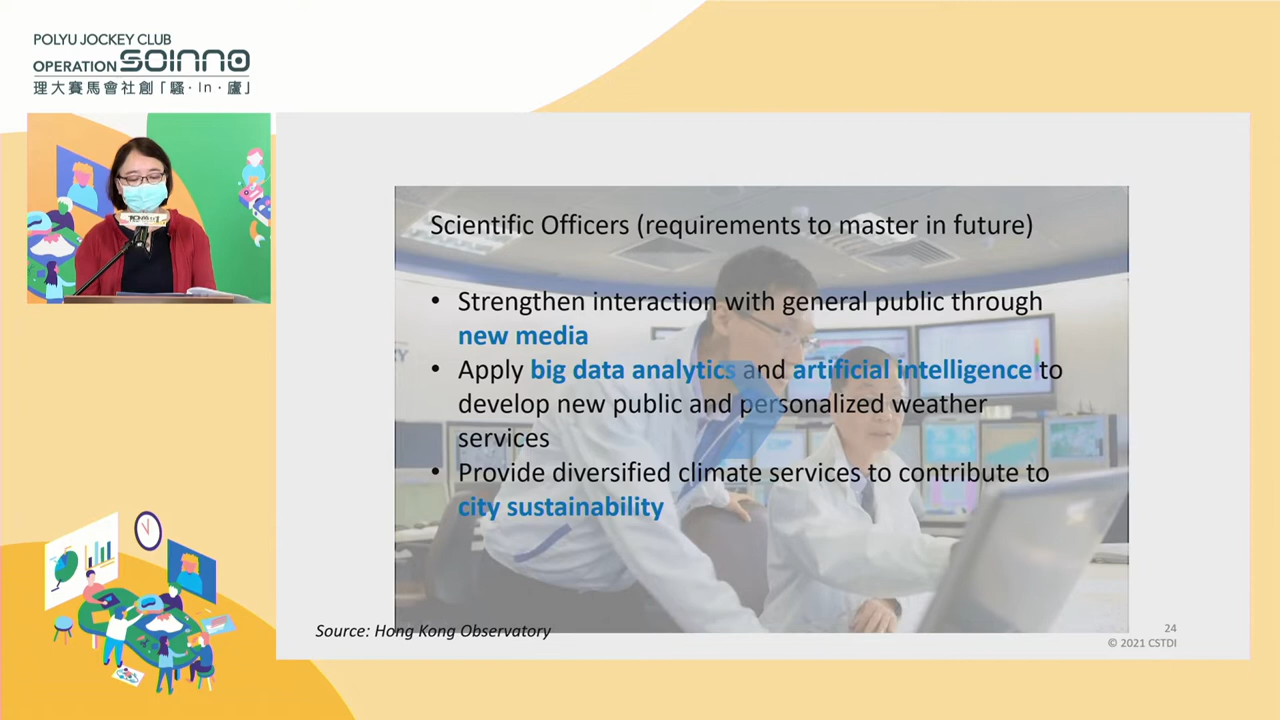 POLYU JOCKEY CLUB
OPERATION SOINNO
理大賽馬會社創「騷·In·廬」
Scientific Officers (requirements to master in future)
• Strengthen interaction with general public through
new media
• Apply big data analytics and artificial intelligence to
develop new public and personalized weather
services
• Provide diversified climate services to contribute to
city sustainability
Source: Hong Kong Observatory
24
© 2021 CSTDI